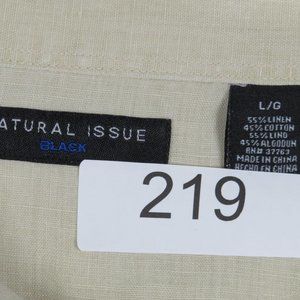 ATURAL ISSUE
BLACK
219
L/G
55% LINEN
45% COTTON
55% LINO
45% ALGODON
RN# 37763
MADE IN CHINA
HECHO EN CHINA